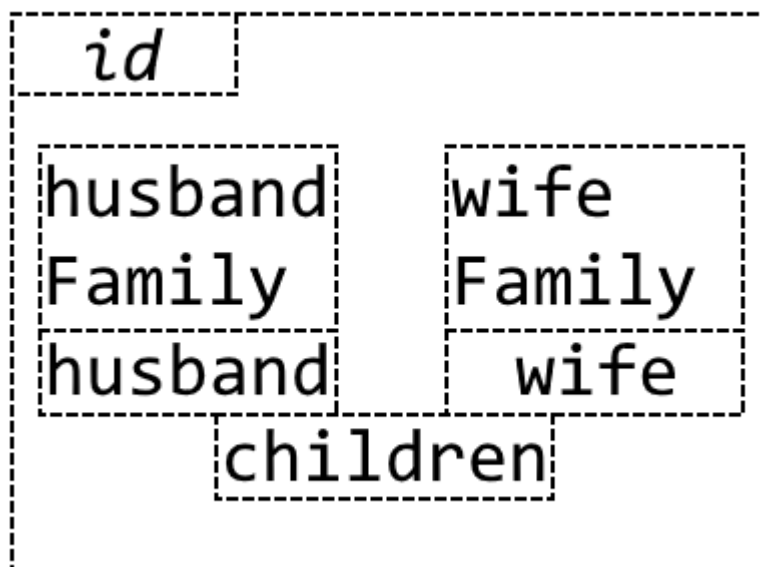 id
husband
Family
wife
Family
husband
wife
children